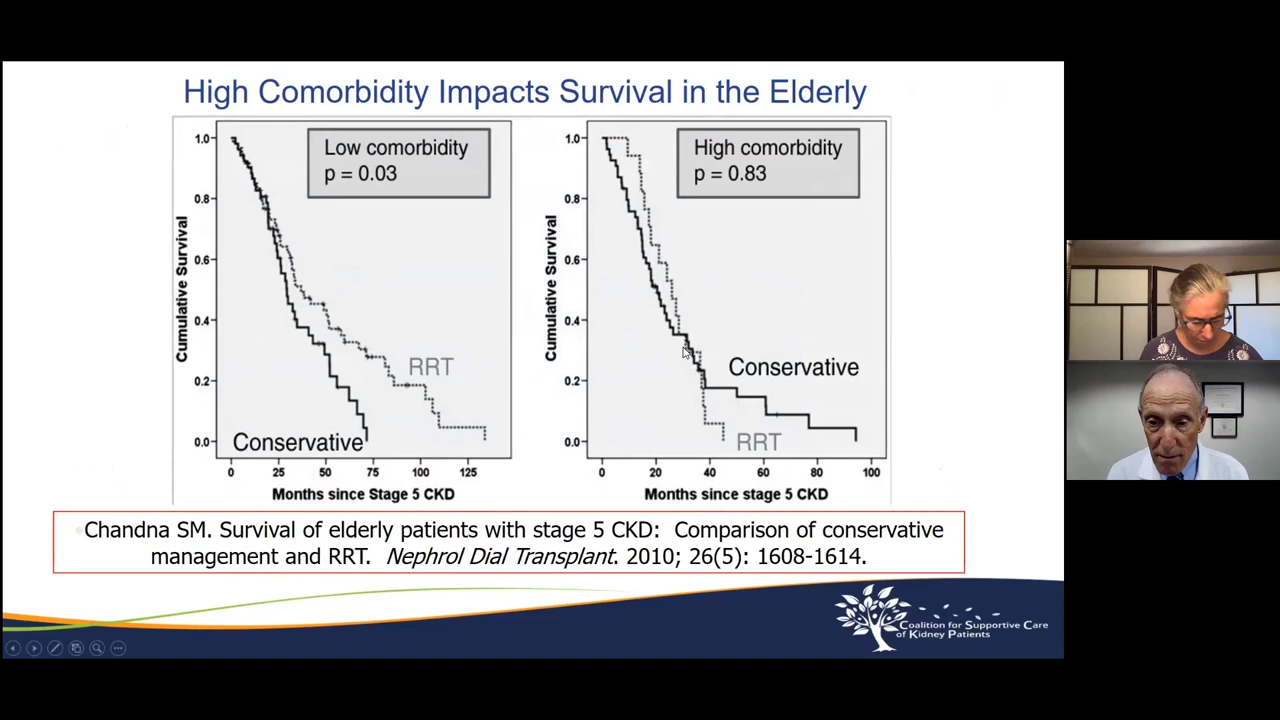 High Comorbidity Impacts Survival in the Elderly
Low comorbidity
p = 0.03
1.0
0.8
0.6
0.4
0.2
0.0
Cumulative Survival
RRT
Conservative
0 25 50 75 100 125
Months since Stage 5 CKD
High comorbidity
p = 0.83
1.0
0.8
0.6
0.4
0.2
0.0
Cumulative Survival
Conservative
RRT
0 20 40 60 80 100
Months since stage 5 CKD
Chandna SM. Survival of elderly patients with stage 5 CKD: Comparison of conservative
management and RRT. Nephrol Dial Transplant. 2010; 26(5): 1608-1614.
Coalition for Supportive Care
of Kidney Patients